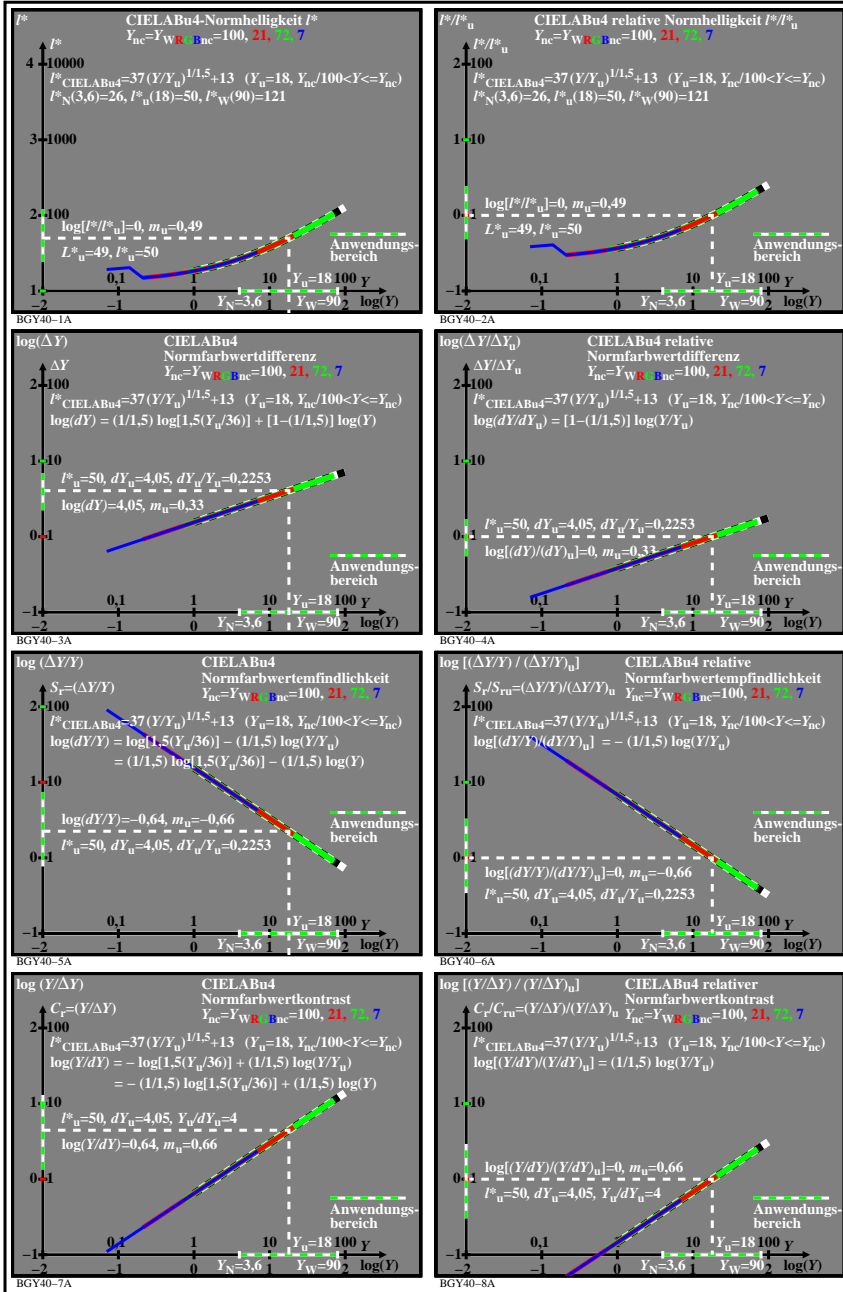 l*
CIELABu4-Normhelligkeit l*
Ync=YWRGBnc=100, 21, 72, 7
l*
4 10000
l*CIELABu4=37(Y/Yu)1/1,5+13 (Yu=18, Ync/100<Y<=Ync)
l*N(3,6)=26, l*u(18)=50, l*W(90)=121
3 1000
2 100
log[l*/l*u]=0, mu=0,49
L*u=49, l*u=50
Anwendungs-
bereich
1 1
0,1 1 10 Yu=18 100 Y
−2 −1 0 1 YN=3,6 YW=90 2 log(Y)
BGY40−1A
l*/l*u
CIELABu4 relative Normhelligkeit l*/l*u
Ync=YWRGBnc=100, 21, 72, 7
l*/l*u
2 100
l*CIELABu4=37(Y/Yu)1/1,5+13 (Yu=18, Ync/100<Y<=Ync)
l*N(3,6)=26, l*u(18)=50, l*W(90)=121
1 10
0 1
log[l*/l*u]=0, mu=0,49
L*u=49, l*u=50
Anwendungs-
bereich
−1
0,1 1 10 Yu=18 100 Y
−2 −1 0 1 YN=3,6 YW=90 2 log(Y)
BGY40−2A
log(ΔY)
CIELABu4
Normfarbwertdifferenz
ΔY
Ync=YWRGBnc=100, 21, 72, 7
2 100
l*CIELABu4=37(Y/Yu)1/1,5+13 (Yu=18, Ync/100<Y<=Ync)
log(dY) = (1/1,5) log[1,5(Yu/36)] + [1−(1/1,5)] log(Y)
1 10
l*u=50, dYu=4,05, dYu/Yu=0,2253
log(dY)=4,05, mu=0,33
0 1
Anwendungs-
bereich
−1
0,1 1 10 Yu=18 100 Y
−2 −1 0 1 YN=3,6 YW=90 2 log(Y)
BGY40−3A
log(ΔY/ΔYu)
CIELABu4 relative
Normfarbwertdifferenz
ΔY/ΔYu
Ync=YWRGBnc=100, 21, 72, 7
2 100
l*CIELABu4=37(Y/Yu)1/1,5+13 (Yu=18, Ync/100<Y<=Ync)
log(dY/dYu) = [1−(1/1,5)] log(Y/Yu)
1 10
l*u=50, dYu=4,05, dYu/Yu=0,2253
0 1
log[(dY)/(dY)u]=0, mu=0,33
Anwendungs-
bereich
−1
0,1 1 10 Yu=18 100 Y
−2 −1 0 1 YN=3,6 YW=90 2 log(Y)
BGY40−4A
log (ΔY/Y)
CIELABu4
Normfarbwertemfindlichkeit
Sr=(ΔY/Y)
Ync=YWRGBnc=100, 21, 72, 7
2 100
l*CIELABu4=37(Y/Yu)1/1,5+13 (Yu=18, Ync/100<Y<=Ync)
log(dY/Y) = log[1,5(Yu/36)] − (1/1,5) log(Y/Yu)
= (1/1,5) log[1,5(Yu/36)] − (1/1,5) log(Y)
1 10
log(dY/Y)=−0,64, mu=−0,66
l*u=50, dYu=4,05, dYu/Yu=0,2253
Anwendungs-
bereich
0 1
−1
0,1 1 10 Yu=18 100 Y
−2 −1 0 1 YN=3,6 YW=90 2 log(Y)
BGY40−5A
log [(ΔY/Y) / (ΔY/Y)u]
CIELABu4 relative
Normfarbwertempfindlichkeit
Sr/Sru=(ΔY/Y)/(ΔY/Y)u
Ync=YWRGBnc=100, 21, 72, 7
2 100
l*CIELABu4=37(Y/Yu)1/1,5+13 (Yu=18, Ync/100<Y<=Ync)
log[(dY/Y)/(dY/Y)u] = − (1/1,5) log(Y/Yu)
1 10
Anwendungs-
bereich
0 1
log[(dY/Y)/(dY/Y)u]=0, mu=−0,66
l*u=50, dYu=4,05, dYu/Yu=0,2253
−1
0,1 1 10 Yu=18 100 Y
−2 −1 0 1 YN=3,6 YW=90 2 log(Y)
BGY40−6A
log (Y/ΔY)
CIELABu4
Normfarbwertkontrast
Cr=(Y/ΔY)
Ync=YWRGBnc=100, 21, 72, 7
2 100
l*CIELABu4=37(Y/Yu)1/1,5+13 (Yu=18, Ync/100<Y<=Ync)
log(Y/dY) = − log[1,5(Yu/36)] + (1/1,5) log(Y/Yu)
= − (1/1,5) log[1,5(Yu/36)] + (1/1,5) log(Y)
1 10
l*u=50, dYu=4,05, Yu/dYu=4
log(Y/dY)=0,64, mu=0,66
0 1
Anwendungs-
bereich
−1
0,1 1 10 Yu=18 100 Y
−2 −1 0 1 YN=3,6 YW=90 2 log(Y)
BGY40−7A
log [(Y/ΔY) / (Y/ΔY)u]
CIELABu4 relativer
Normfarbwertkontrast
Cr/Cru=(Y/ΔY)/(Y/ΔY)u
Ync=YWRGBnc=100, 21, 72, 7
2 100
l*CIELABu4=37(Y/Yu)1/1,5+13 (Yu=18, Ync/100<Y<=Ync)
log[(Y/dY)/(Y/dY)u] = (1/1,5) log(Y/Yu)
1 10
log[(Y/dY)/(Y/dY)u]=0, mu=0,66
0 1
l*u=50, dYu=4,05, Yu/dYu=4
Anwendungs-
bereich
−1
0,1 1 10 Yu=18 100 Y
−2 −1 0 1 YN=3,6 YW=90 2 log(Y)
BGY40−8A